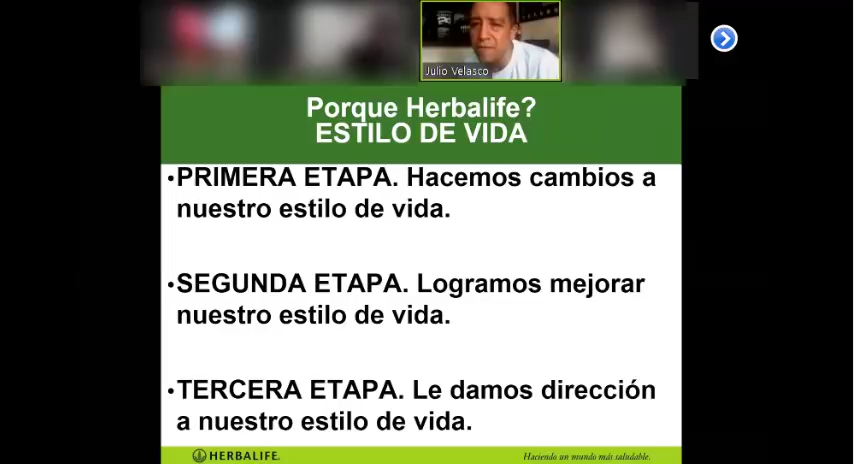 Julio Velasco
Porque Herbalife?
ESTILO DE VIDA
•PRIMERA ETAPA. Hacemos cambios a
nuestro estilo de vida.
•SEGUNDA ETAPA. Logramos mejorar
nuestro estilo de vida.
•TERCERA ETAPA. Le damos dirección
a nuestro estilo de vida.
HERBALIFE.
Haciendo un mundo más saludable.